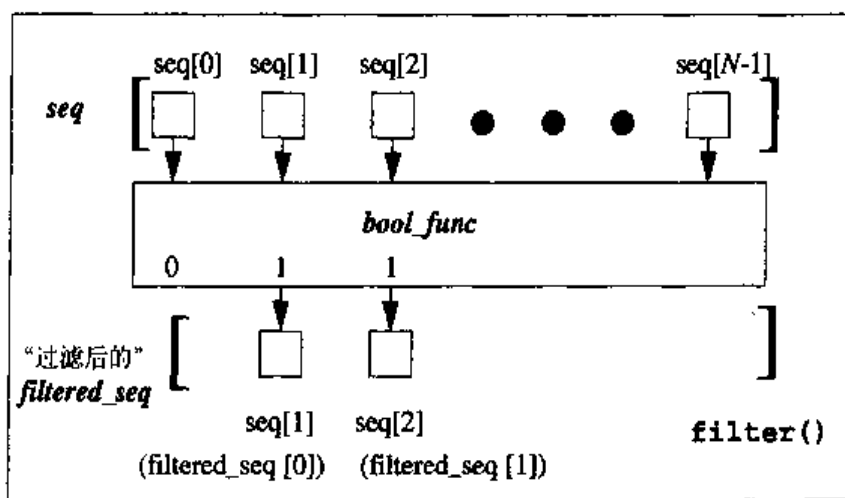 seq[0] seq[1] seq[2] seq[N-1]
seq
bool_func
0 1 1
“过滤后的”
filtered_seq
seq[1] seq[2]
filter()
(filtered_seq [0]) (filtered_seq [1])